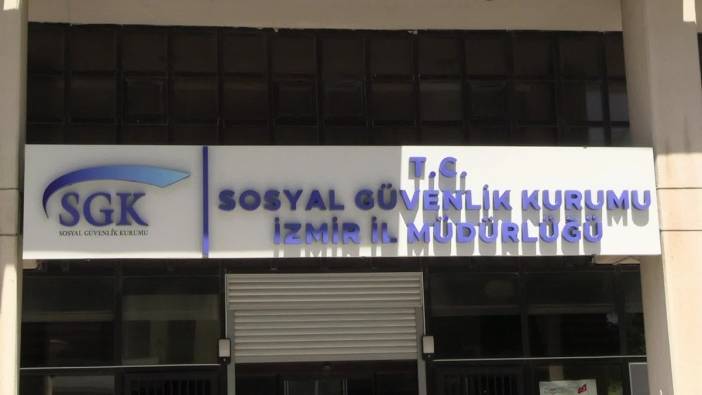 SGK
SOSYAL GÜVENLİK KURUMU
T.C.
SOSYAL GÜVENLİK KURUMU
İZMİR İL MÜDÜRLÜĞÜ